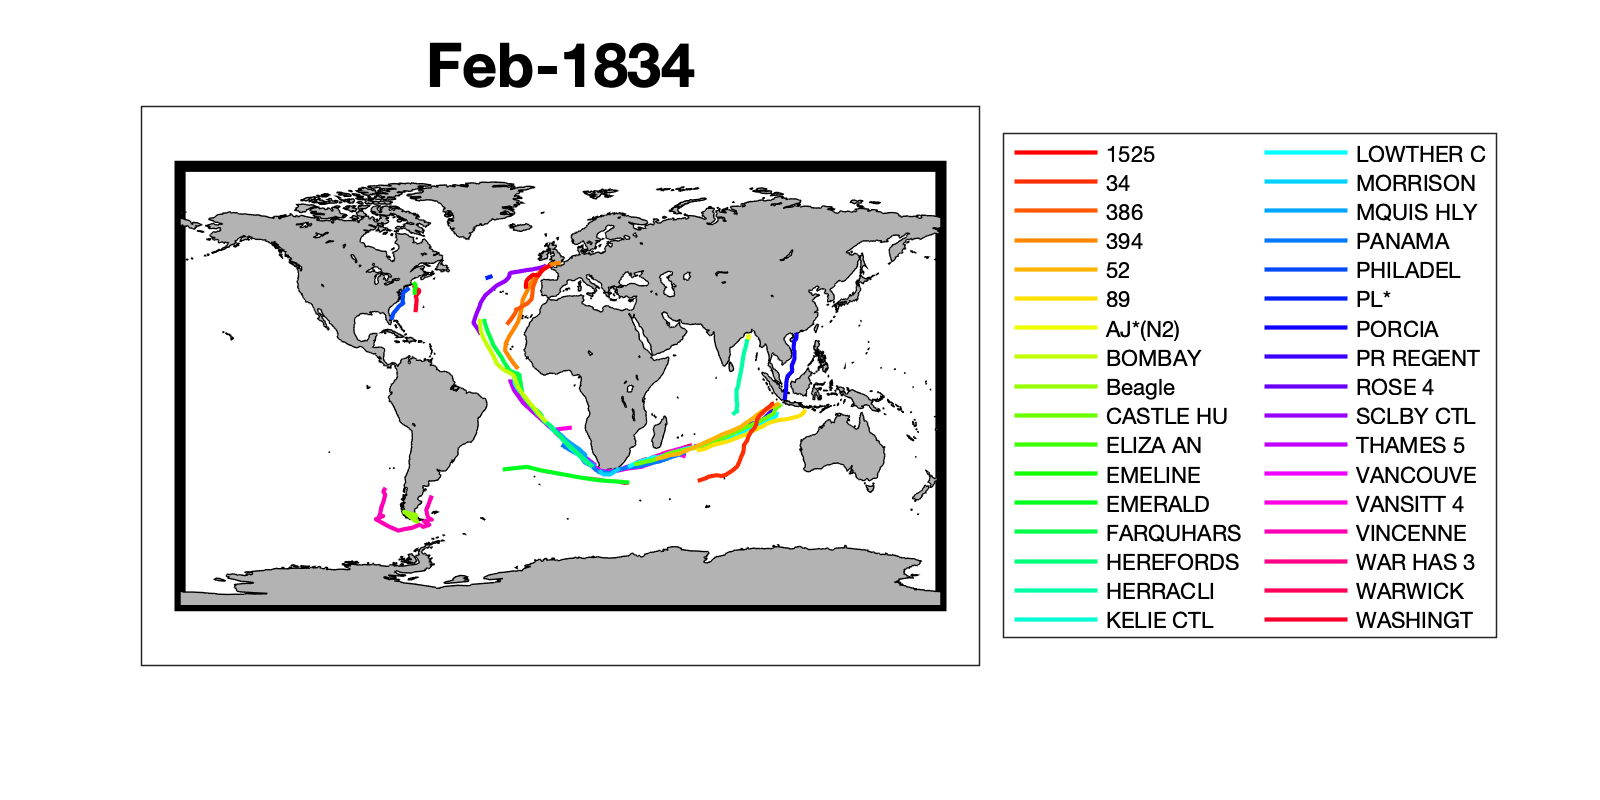 Feb-1834
1525
34
386
394
52
89
AJ*(N2)
BOMBAY
Beagle
CASTLE HU
ELIZA AN
EMELINE
EMERALD
FARQUHARS
HEREFORDS
HERRACLI
KELIE CTL
LOWTHER C
MORRISON
MQUIS HLY
PANAMA
PHILADEL
PL*
PORCIA
PR REGENT
ROSE 4
SCLBY CTL
THAMES 5
VANCOUVE
VANSITT 4
VINCENNE
WAR HAS 3
WARWICK
WASHINGT